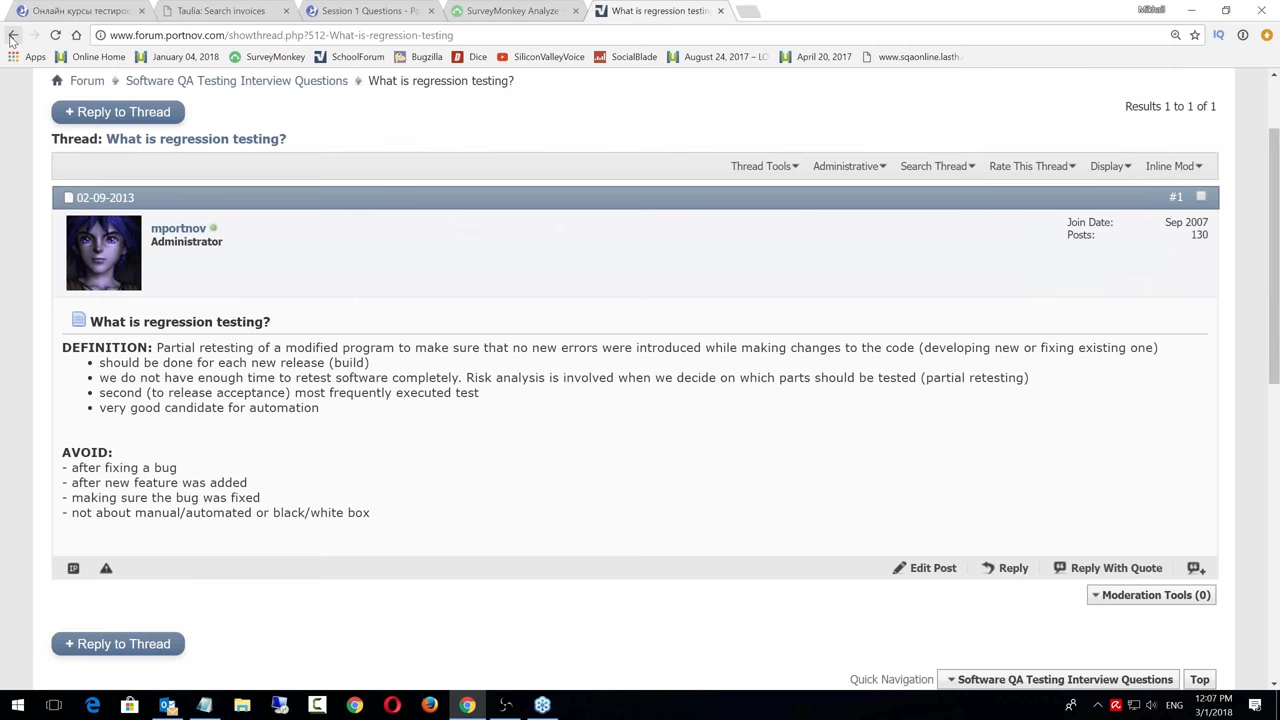 Онлайн курсы тестиров
Taulia: Search invoices
Session 1 Questions - Po
SurveyMonkey Analyze -
What is regression testing
Mikhail
www.forum.portnov.com/showthread.php?512-What-is-regression-testing
Apps
Online Home
January 04, 2018
SurveyMonkey
SchoolForum
Bugzilla
Dice
SiliconValleyVoice
SocialBlade
August 24, 2017 – LO
April 20, 2017
www.sqaonline.lasth
Forum
Software QA Testing Interview Questions
What is regression testing?
+ Reply to Thread
Results 1 to 1 of 1
Thread: What is regression testing?
Thread Tools
Administrative
Search Thread
Rate This Thread
Display
Inline Mod
02-09-2013
#1
mportnov
Administrator
Join Date: Sep 2007
Posts: 130
What is regression testing?
DEFINITION: Partial retesting of a modified program to make sure that no new errors were introduced while making changes to the code (developing new or fixing existing one)
• should be done for each new release (build)
• we do not have enough time to retest software completely. Risk analysis is involved when we decide on which parts should be tested (partial retesting)
• second (to release acceptance) most frequently executed test
• very good candidate for automation
AVOID:
- after fixing a bug
- after new feature was added
- making sure the bug was fixed
- not about manual/automated or black/white box
IP
Edit Post
Reply
Reply With Quote
Moderation Tools (0)
+ Reply to Thread
Quick Navigation
Software QA Testing Interview Questions
Top
ENG
12:07 PM
3/1/2018